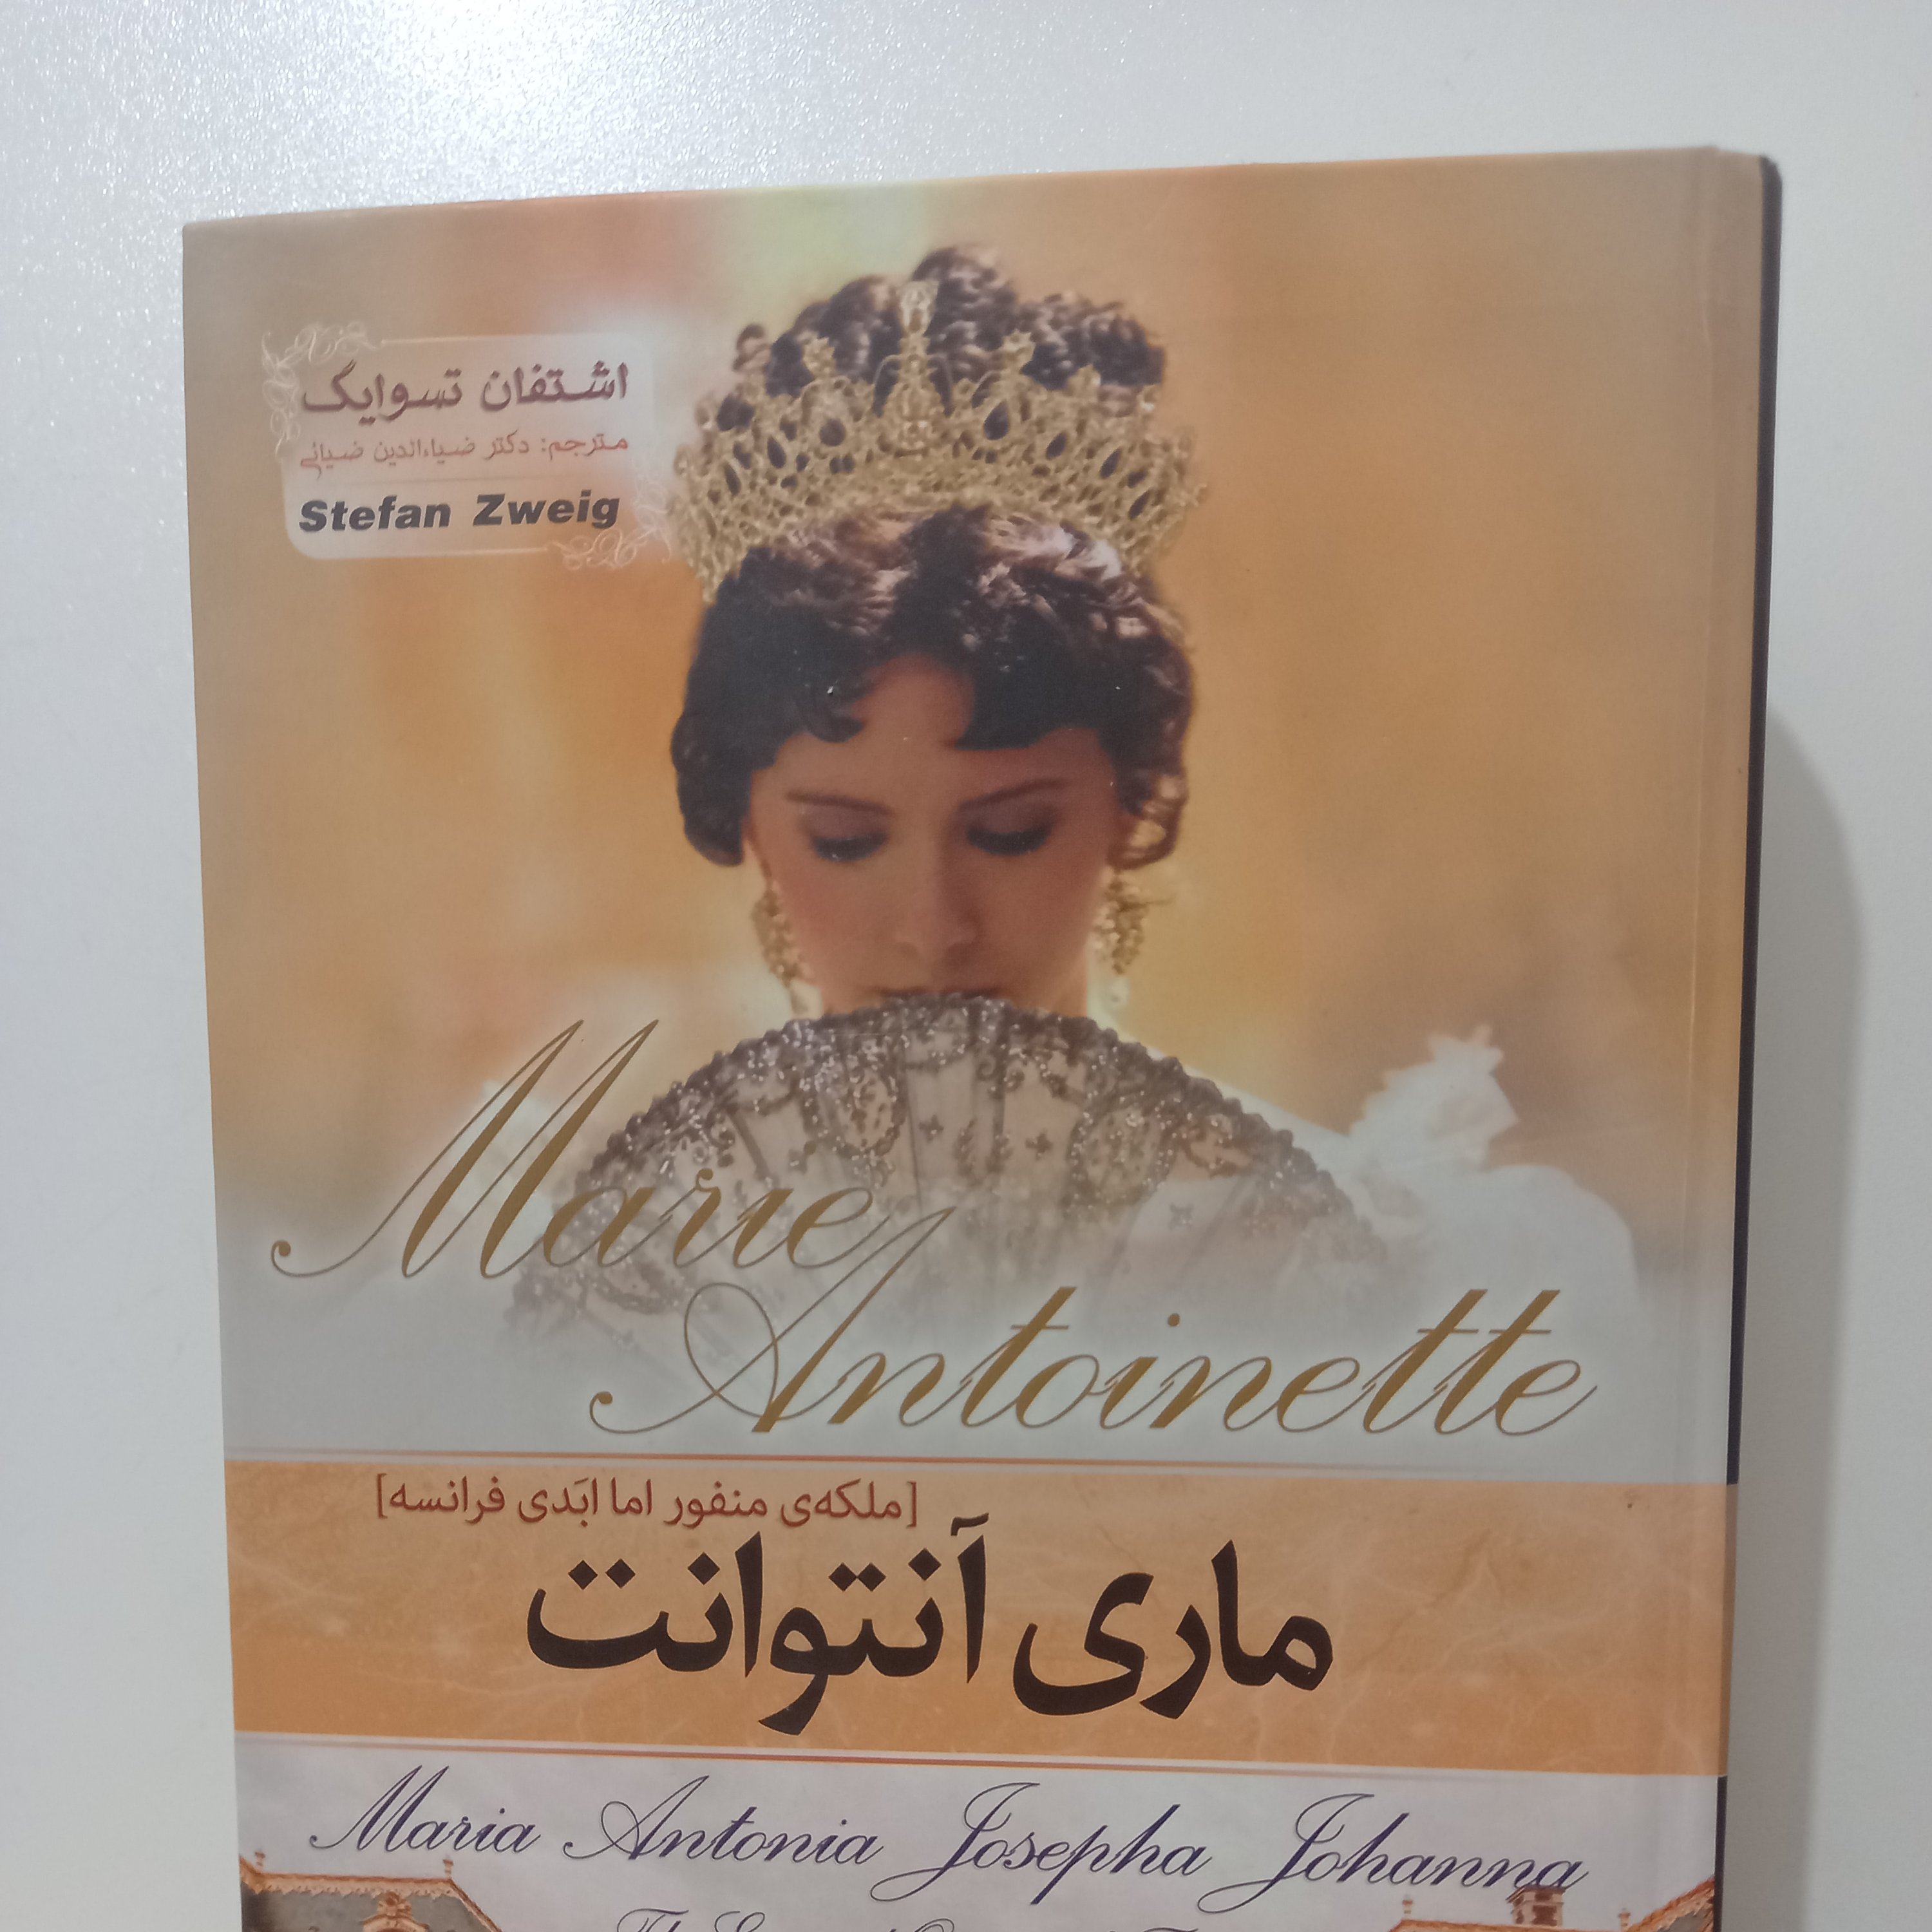 اشتفان تسوایگ
مترجم: دکتر ضیاءالدین ضیائی
Stefan Zweig
Marie
Antoinette
[ملکه‌ی منفور اما ابَدی فرانسه]
ماری آنتوانت
Maria Antonia Josepha Johanna